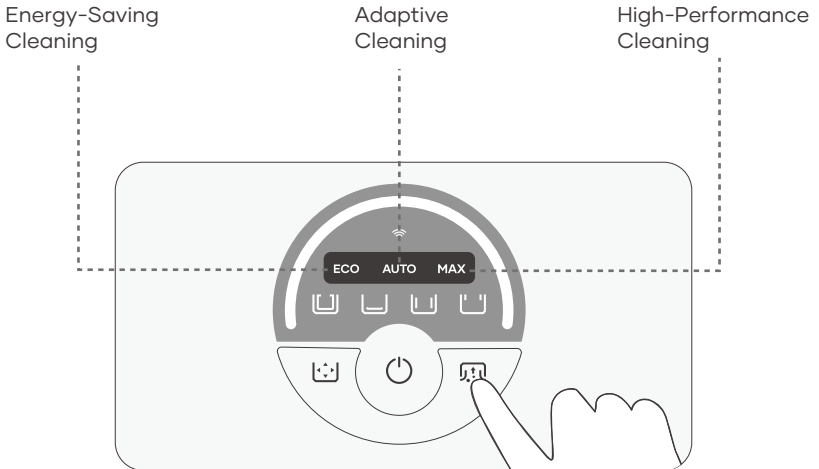 Energy-Saving
Cleaning
Adaptive
Cleaning
High-Performance
Cleaning
ECO AUTO MAX